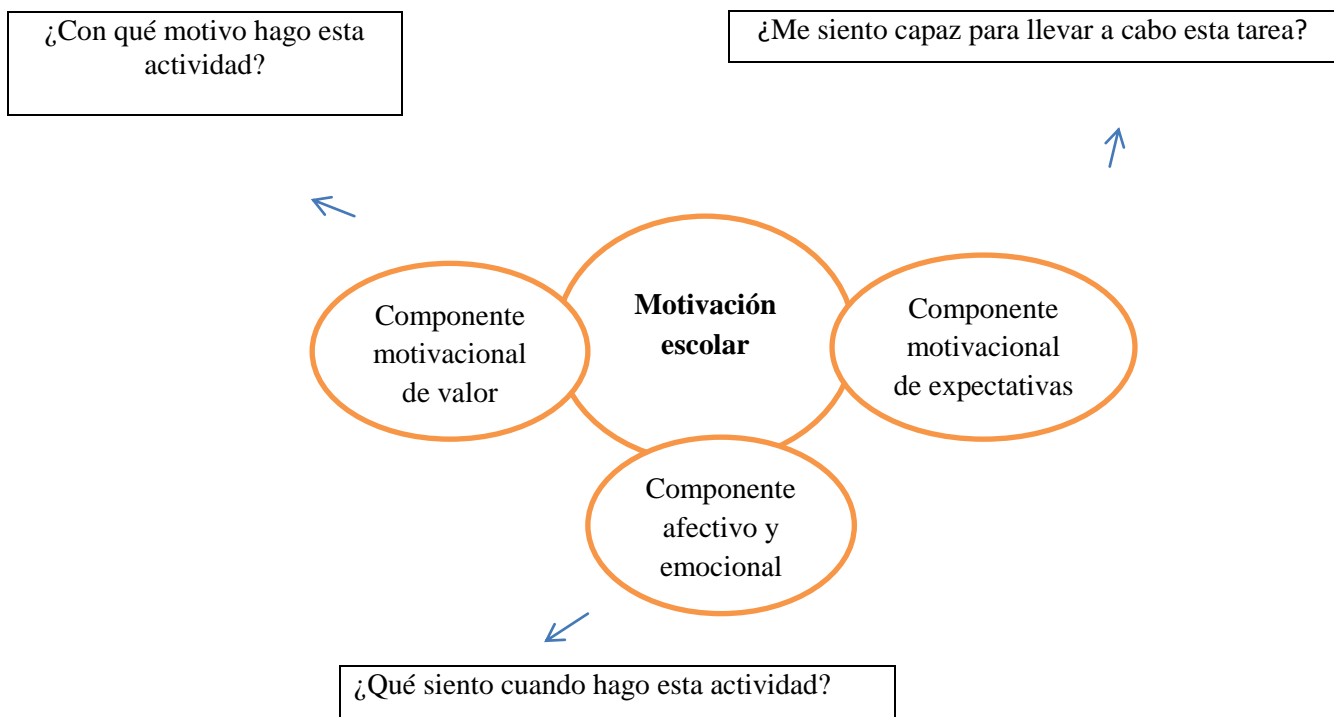 ¿Con qué motivo hago esta
actividad?
¿Me siento capaz para llevar a cabo esta tarea?
Motivación
escolar
Componente
motivacional
de valor
Componente
motivacional
de expectativas
Componente
afectivo y
emocional
¿Qué siento cuando hago esta actividad?